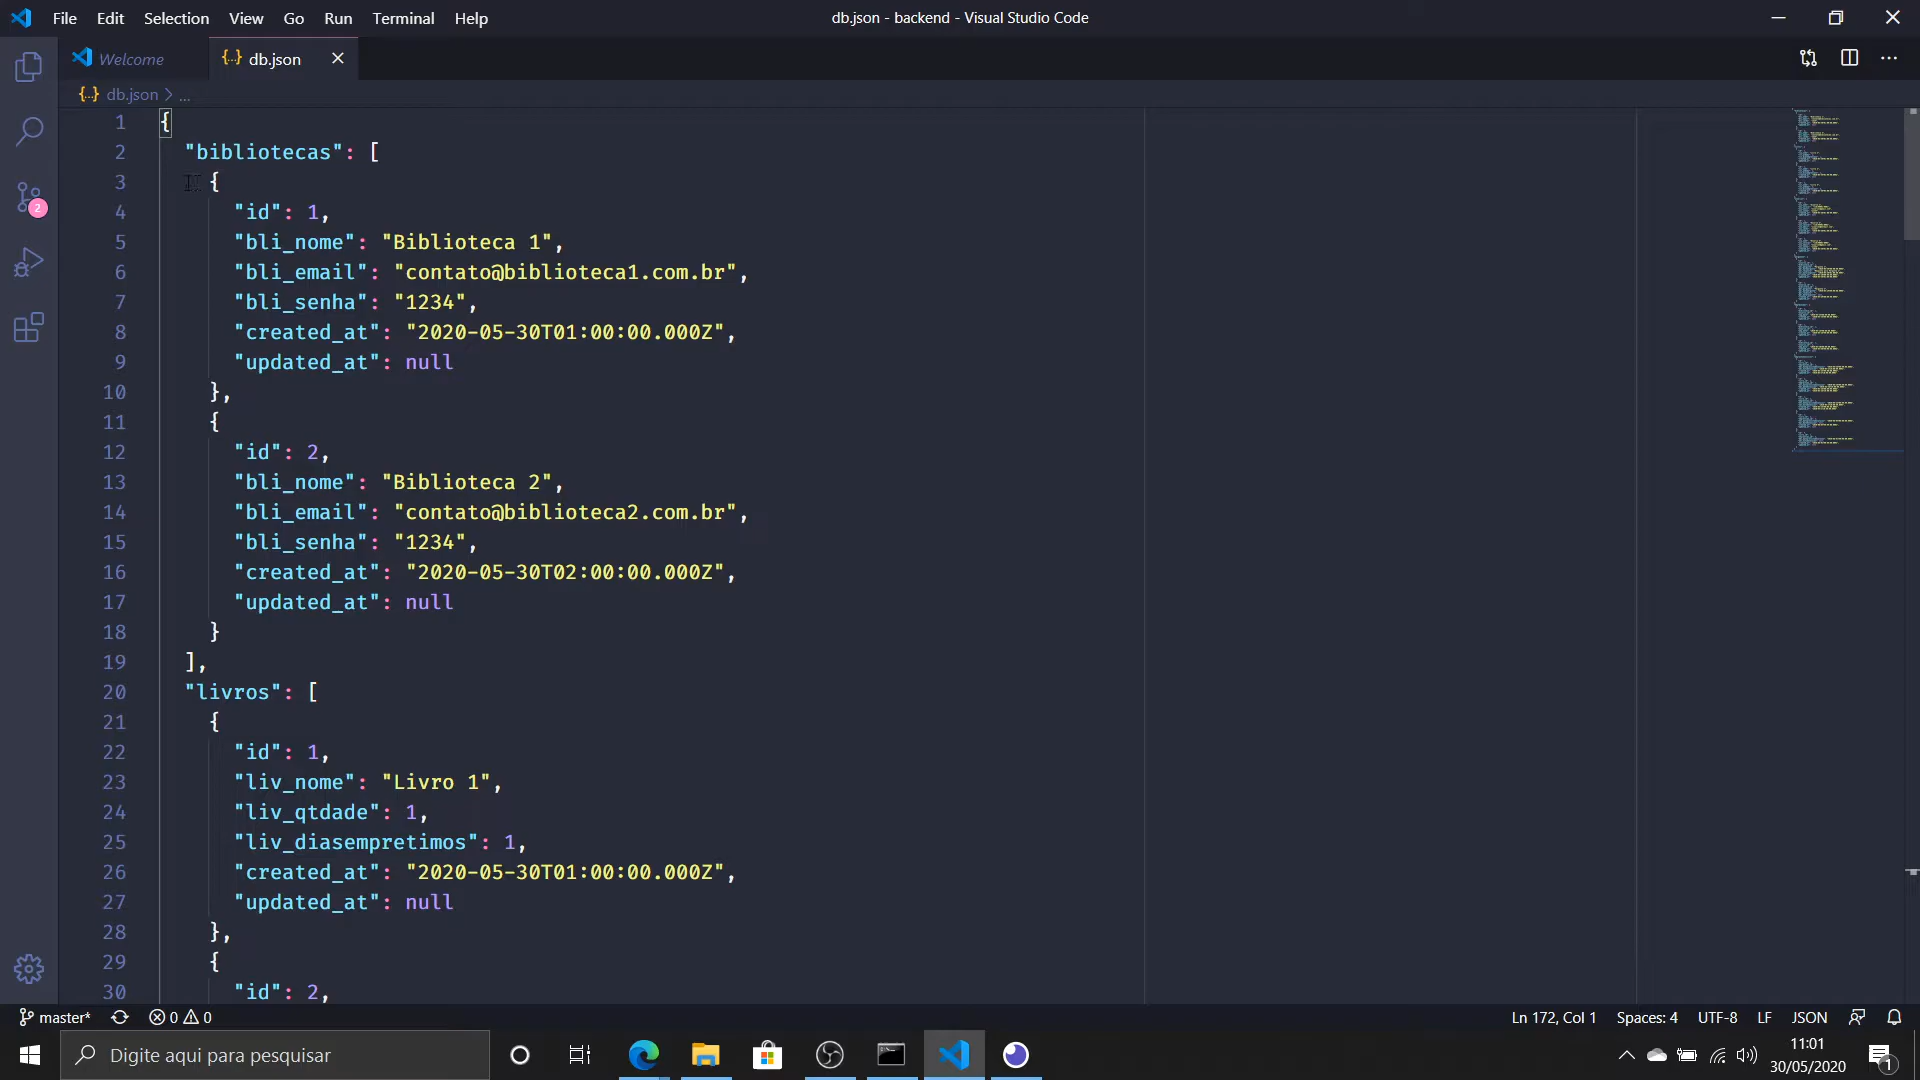 File Edit Selection View Go Run Terminal Help
db.json - backend - Visual Studio Code
Welcome
{..} db.json
{..} db.json > ...
1 {
2 "bibliotecas": [
3 {
4 "id": 1,
5 "bli_nome": "Biblioteca 1",
6 "bli_email": "contato@biblioteca1.com.br",
7 "bli_senha": "1234",
8 "created_at": "2020-05-30T01:00:00.000Z",
9 "updated_at": null
10 },
11 {
12 "id": 2,
13 "bli_nome": "Biblioteca 2",
14 "bli_email": "contato@biblioteca2.com.br",
15 "bli_senha": "1234",
16 "created_at": "2020-05-30T02:00:00.000Z",
17 "updated_at": null
18 }
19 ],
20 "livros": [
21 {
22 "id": 1,
23 "liv_nome": "Livro 1",
24 "liv_qtdade": 1,
25 "liv_diasempretimos": 1,
26 "created_at": "2020-05-30T01:00:00.000Z",
27 "updated_at": null
28 },
29 {
30 "id": 2,
2
master* 0 0
Ln 172, Col 1 Spaces: 4 UTF-8 LF JSON
Digite aqui para pesquisar
11:01
30/05/2020
1